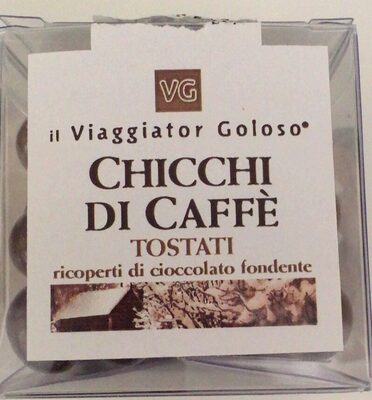 VG
il Viaggiator Goloso®
CHICCHI
DI CAFFÈ
TOSTATI
ricoperti di cioccolato fondente